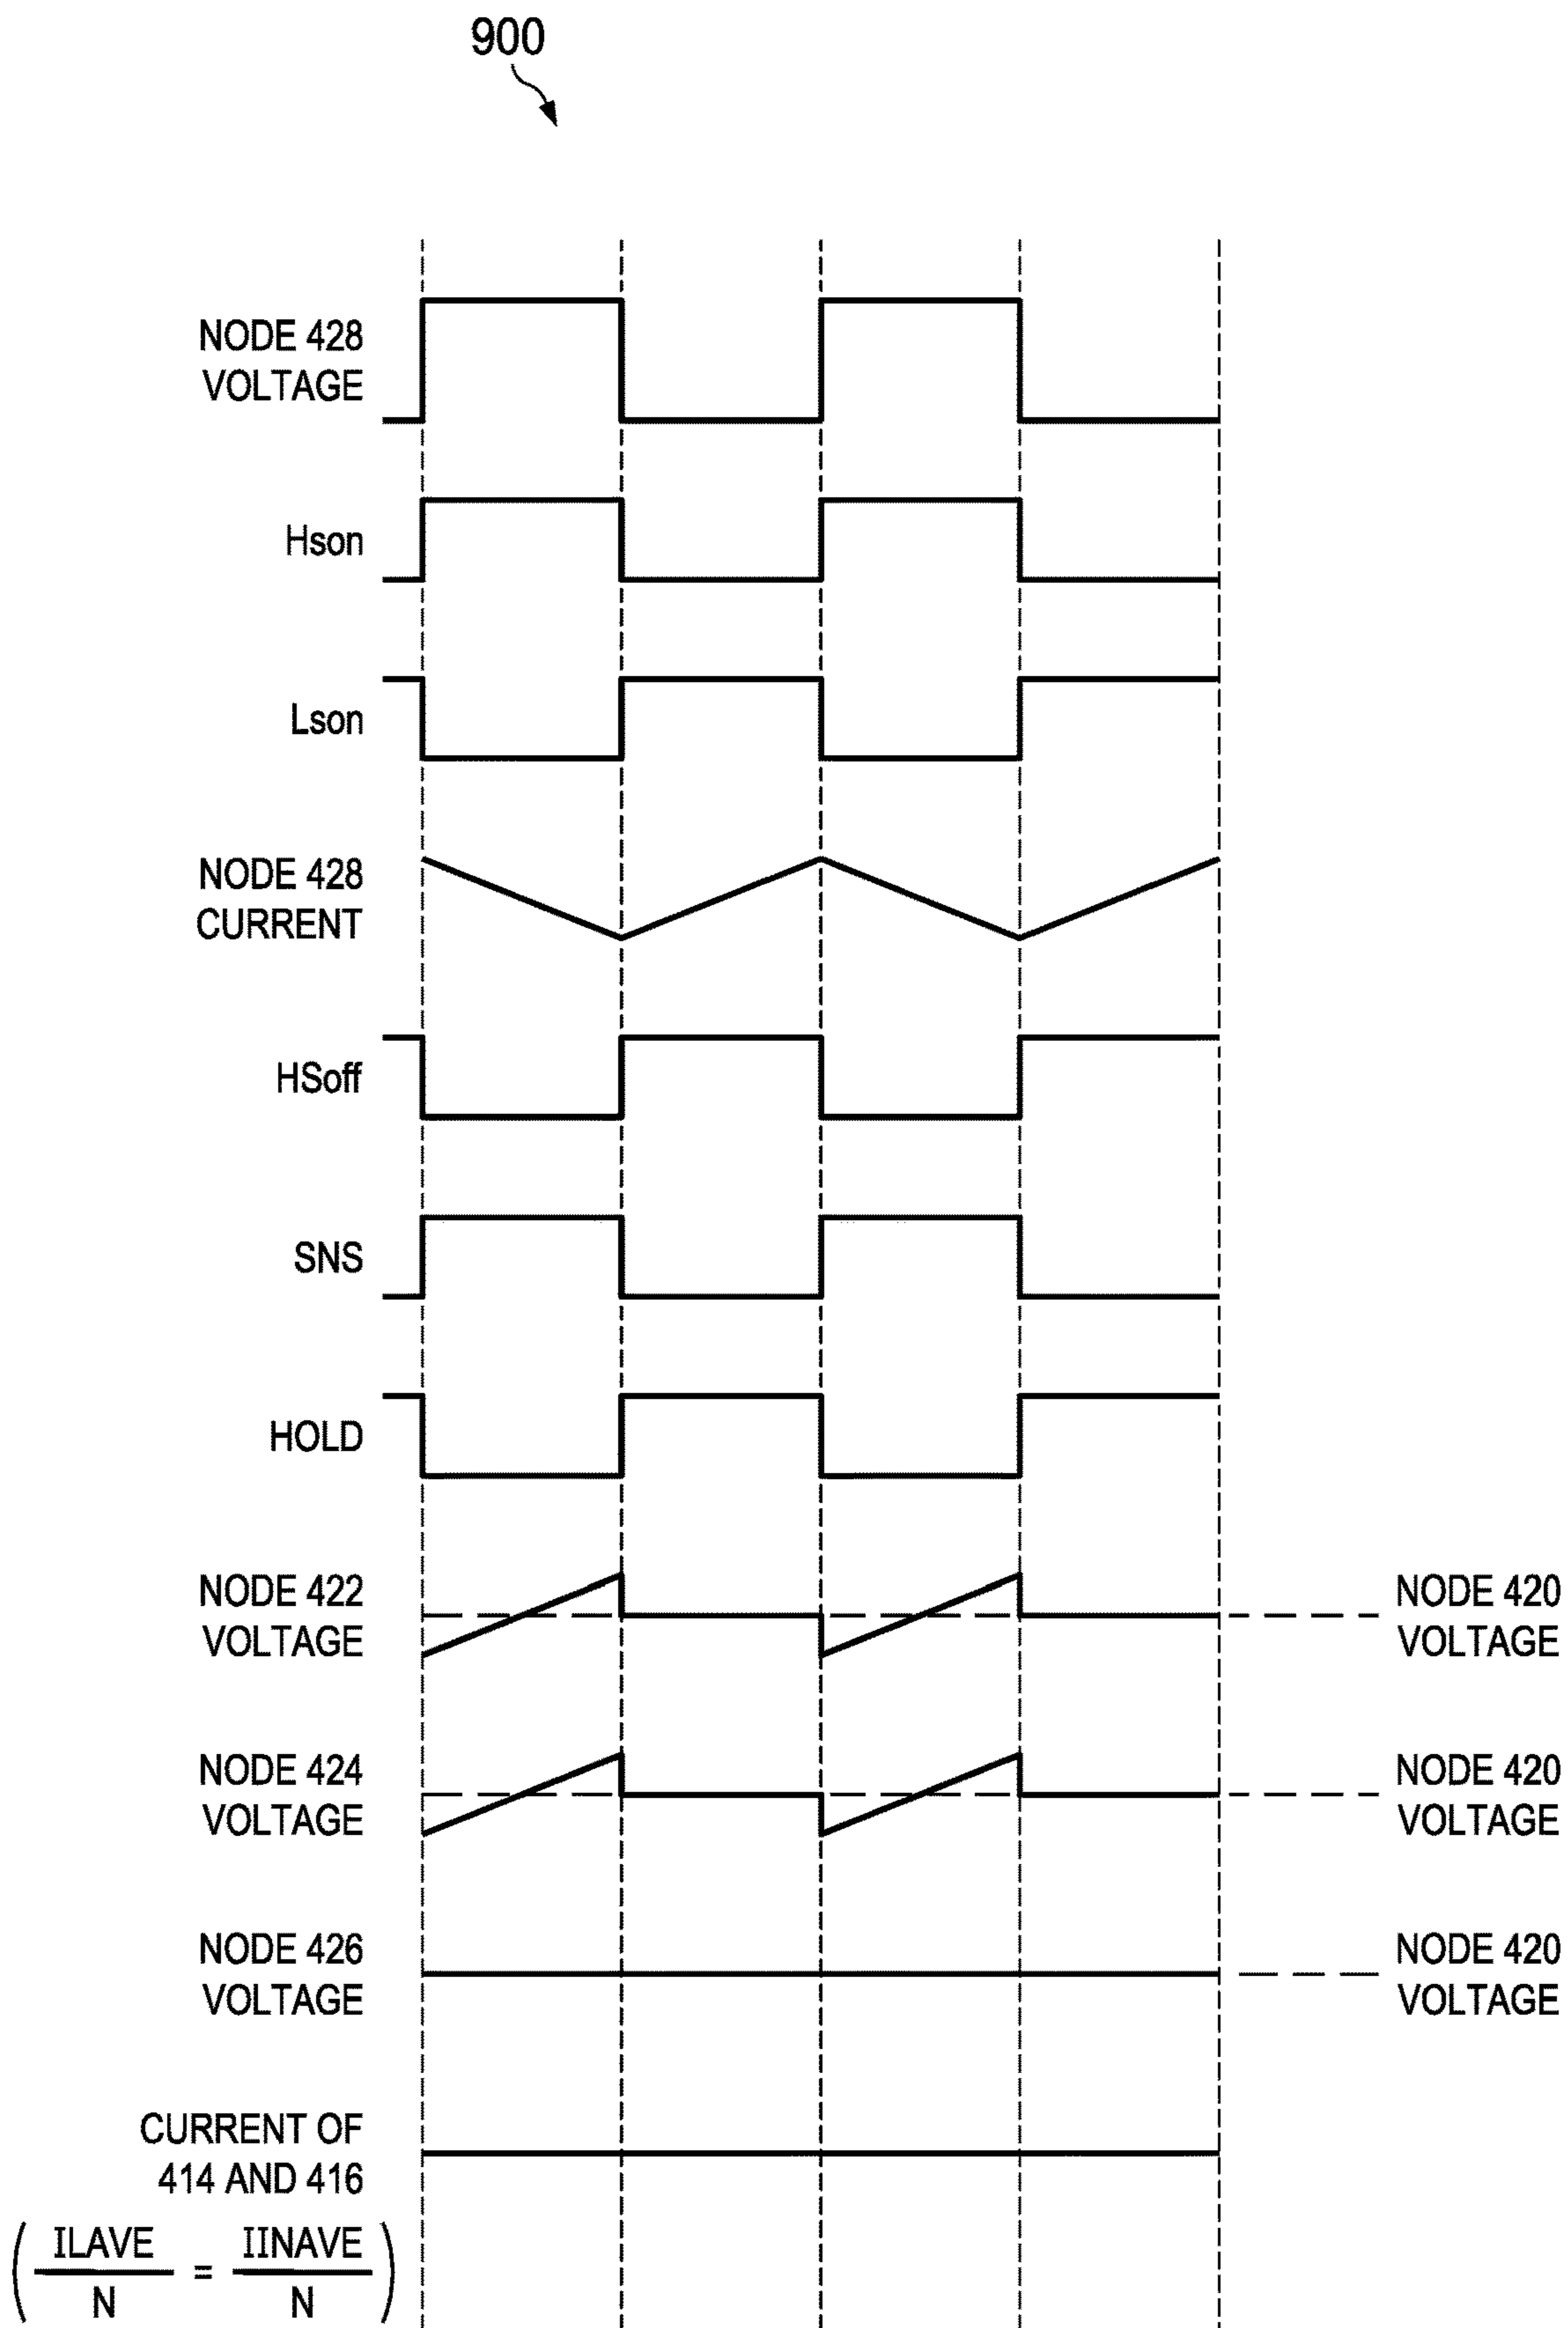 900
NODE 428
VOLTAGE
Hson
Lson
NODE 428
CURRENT
HSoff
SNS
HOLD
NODE 422
VOLTAGE
NODE 420
VOLTAGE
NODE 424
VOLTAGE
NODE 420
VOLTAGE
NODE 426
VOLTAGE
NODE 420
VOLTAGE
CURRENT OF
414 AND 416
( ILAVE / N = IINAVE / N )